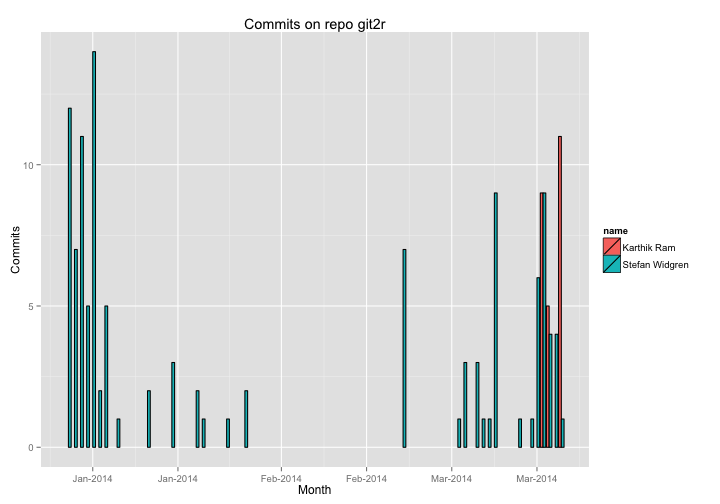 Commits on repo git2r
Commits
10
5
0
Jan-2014 Jan-2014 Feb-2014 Feb-2014 Mar-2014 Mar-2014
Month
name
Karthik Ram
Stefan Widgren